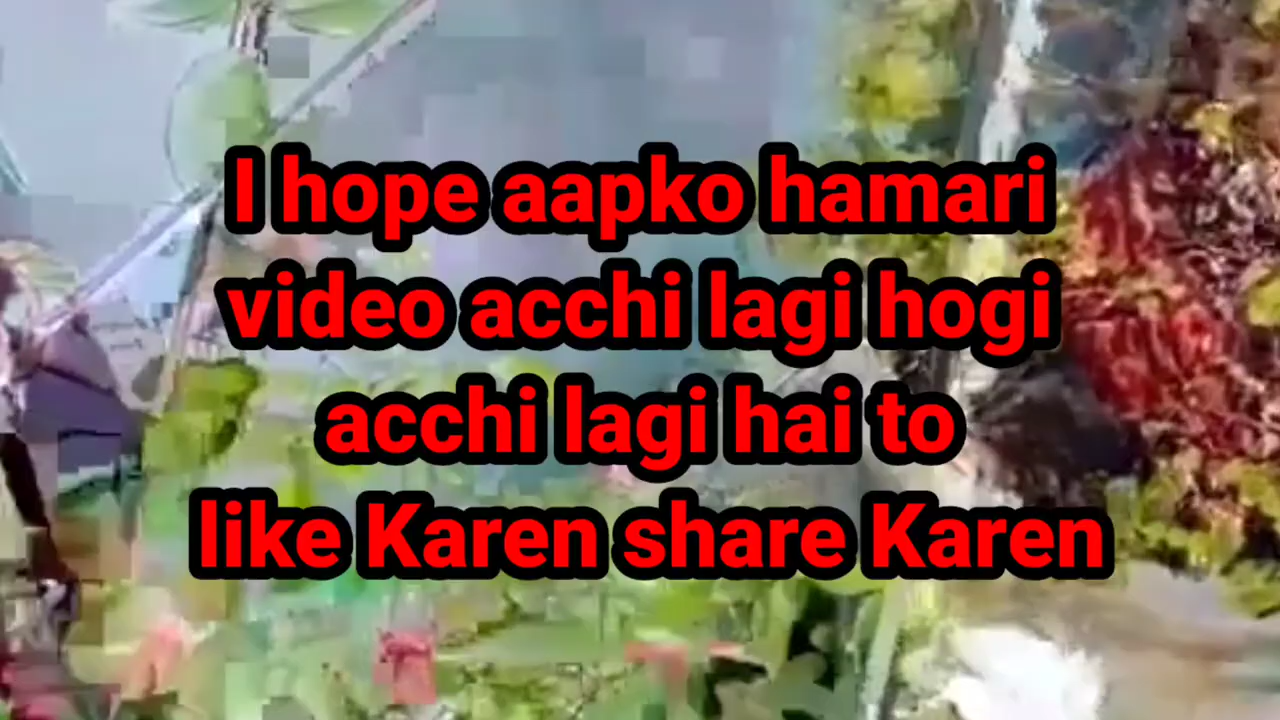 I hope aapko hamari
video acchi lagi hogi
acchi lagi hai to
like Karen share Karen